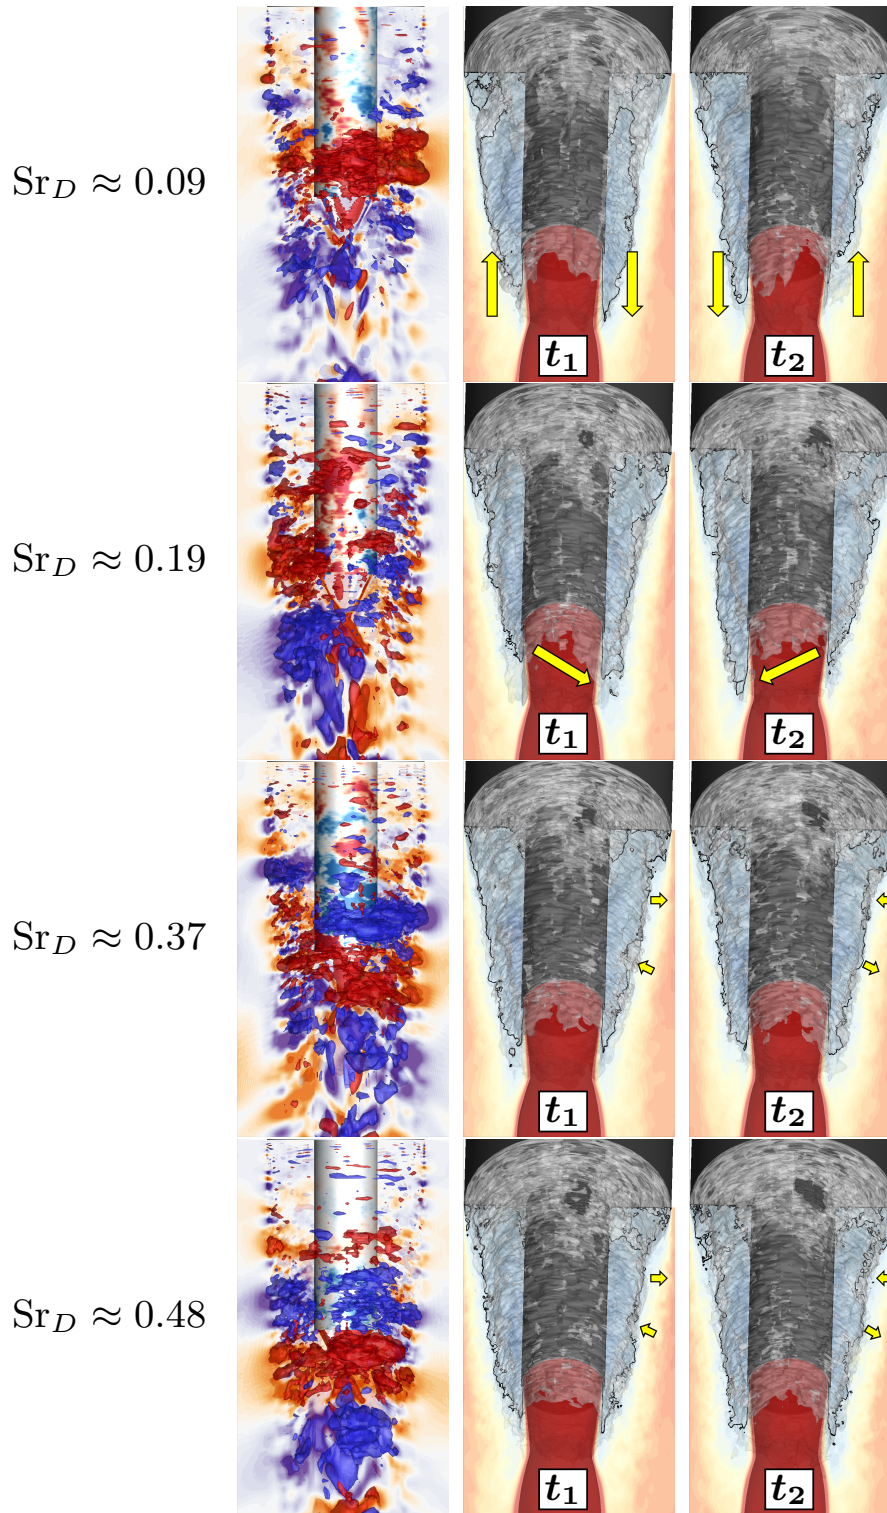 Sr_D ≈ 0.09
t_1
t_2
Sr_D ≈ 0.19
t_1
t_2
Sr_D ≈ 0.37
t_1
t_2
Sr_D ≈ 0.48
t_1
t_2